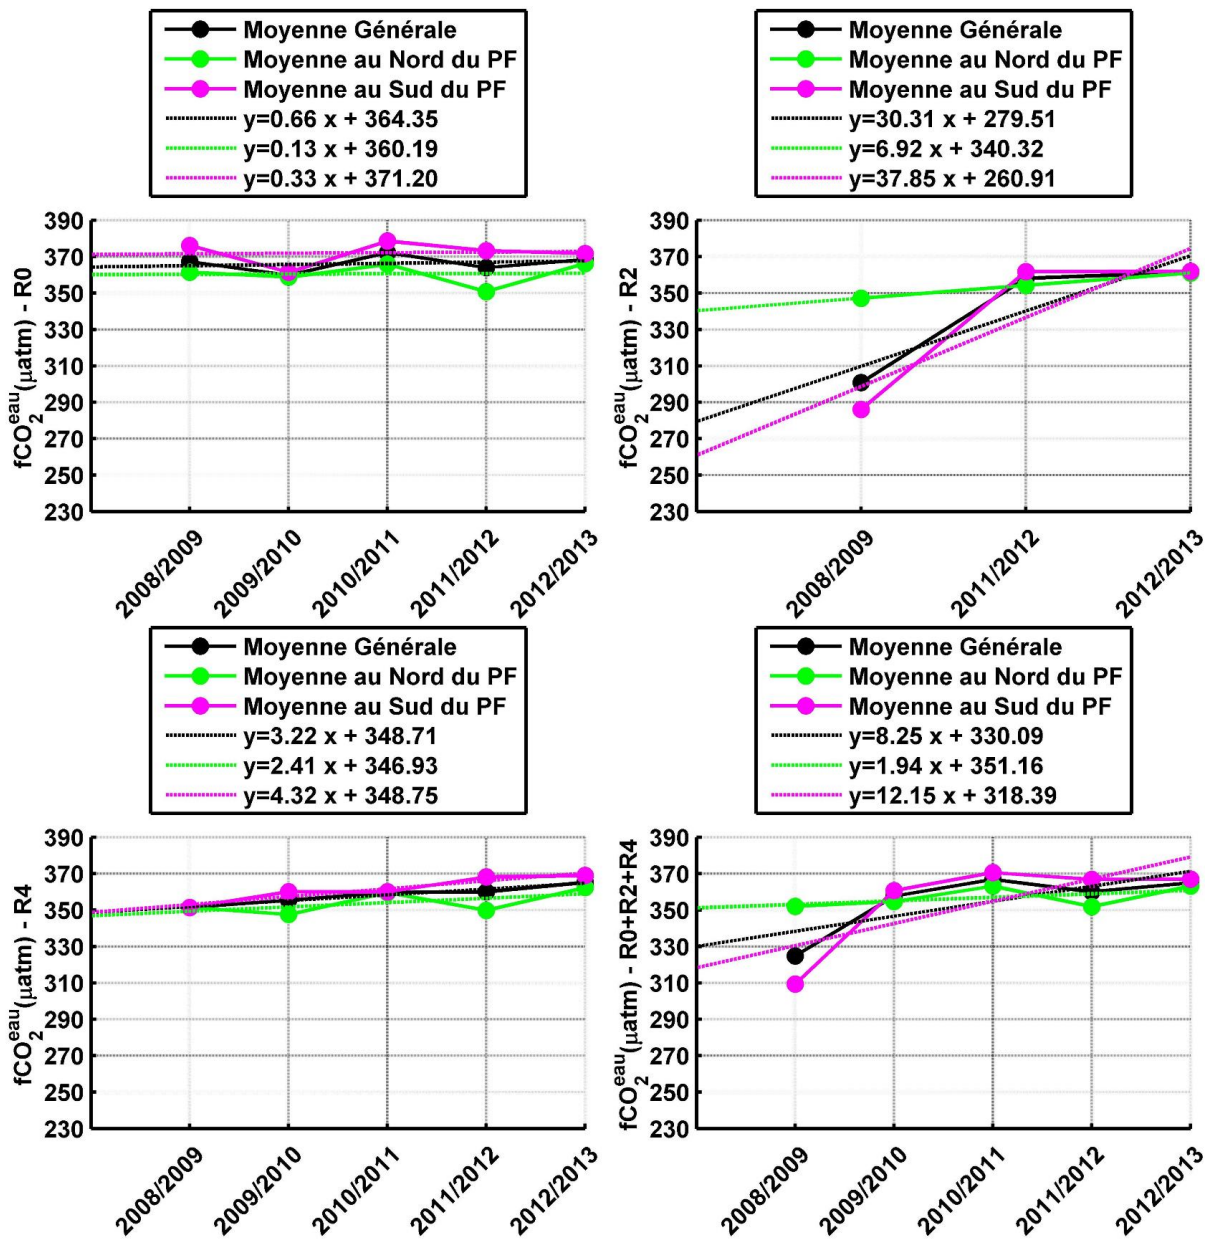 Moyenne Générale
Moyenne au Nord du PF
Moyenne au Sud du PF
y=0.66 x + 364.35
y=0.13 x + 360.19
y=0.33 x + 371.20
390
370
350
330
310
290
270
250
230
fCO2eau(µatm) - R0
2008/2009
2009/2010
2010/2011
2011/2012
2012/2013
Moyenne Générale
Moyenne au Nord du PF
Moyenne au Sud du PF
y=30.31 x + 279.51
y=6.92 x + 340.32
y=37.85 x + 260.91
390
370
350
330
310
290
270
250
230
fCO2eau(µatm) - R2
2008/2009
2011/2012
2012/2013
Moyenne Générale
Moyenne au Nord du PF
Moyenne au Sud du PF
y=3.22 x + 348.71
y=2.41 x + 346.93
y=4.32 x + 348.75
390
370
350
330
310
290
270
250
230
fCO2eau(µatm) - R4
2008/2009
2009/2010
2010/2011
2011/2012
2012/2013
Moyenne Générale
Moyenne au Nord du PF
Moyenne au Sud du PF
y=8.25 x + 330.09
y=1.94 x + 351.16
y=12.15 x + 318.39
390
370
350
330
310
290
270
250
230
fCO2eau(µatm) - R0+R2+R4
2008/2009
2009/2010
2010/2011
2011/2012
2012/2013